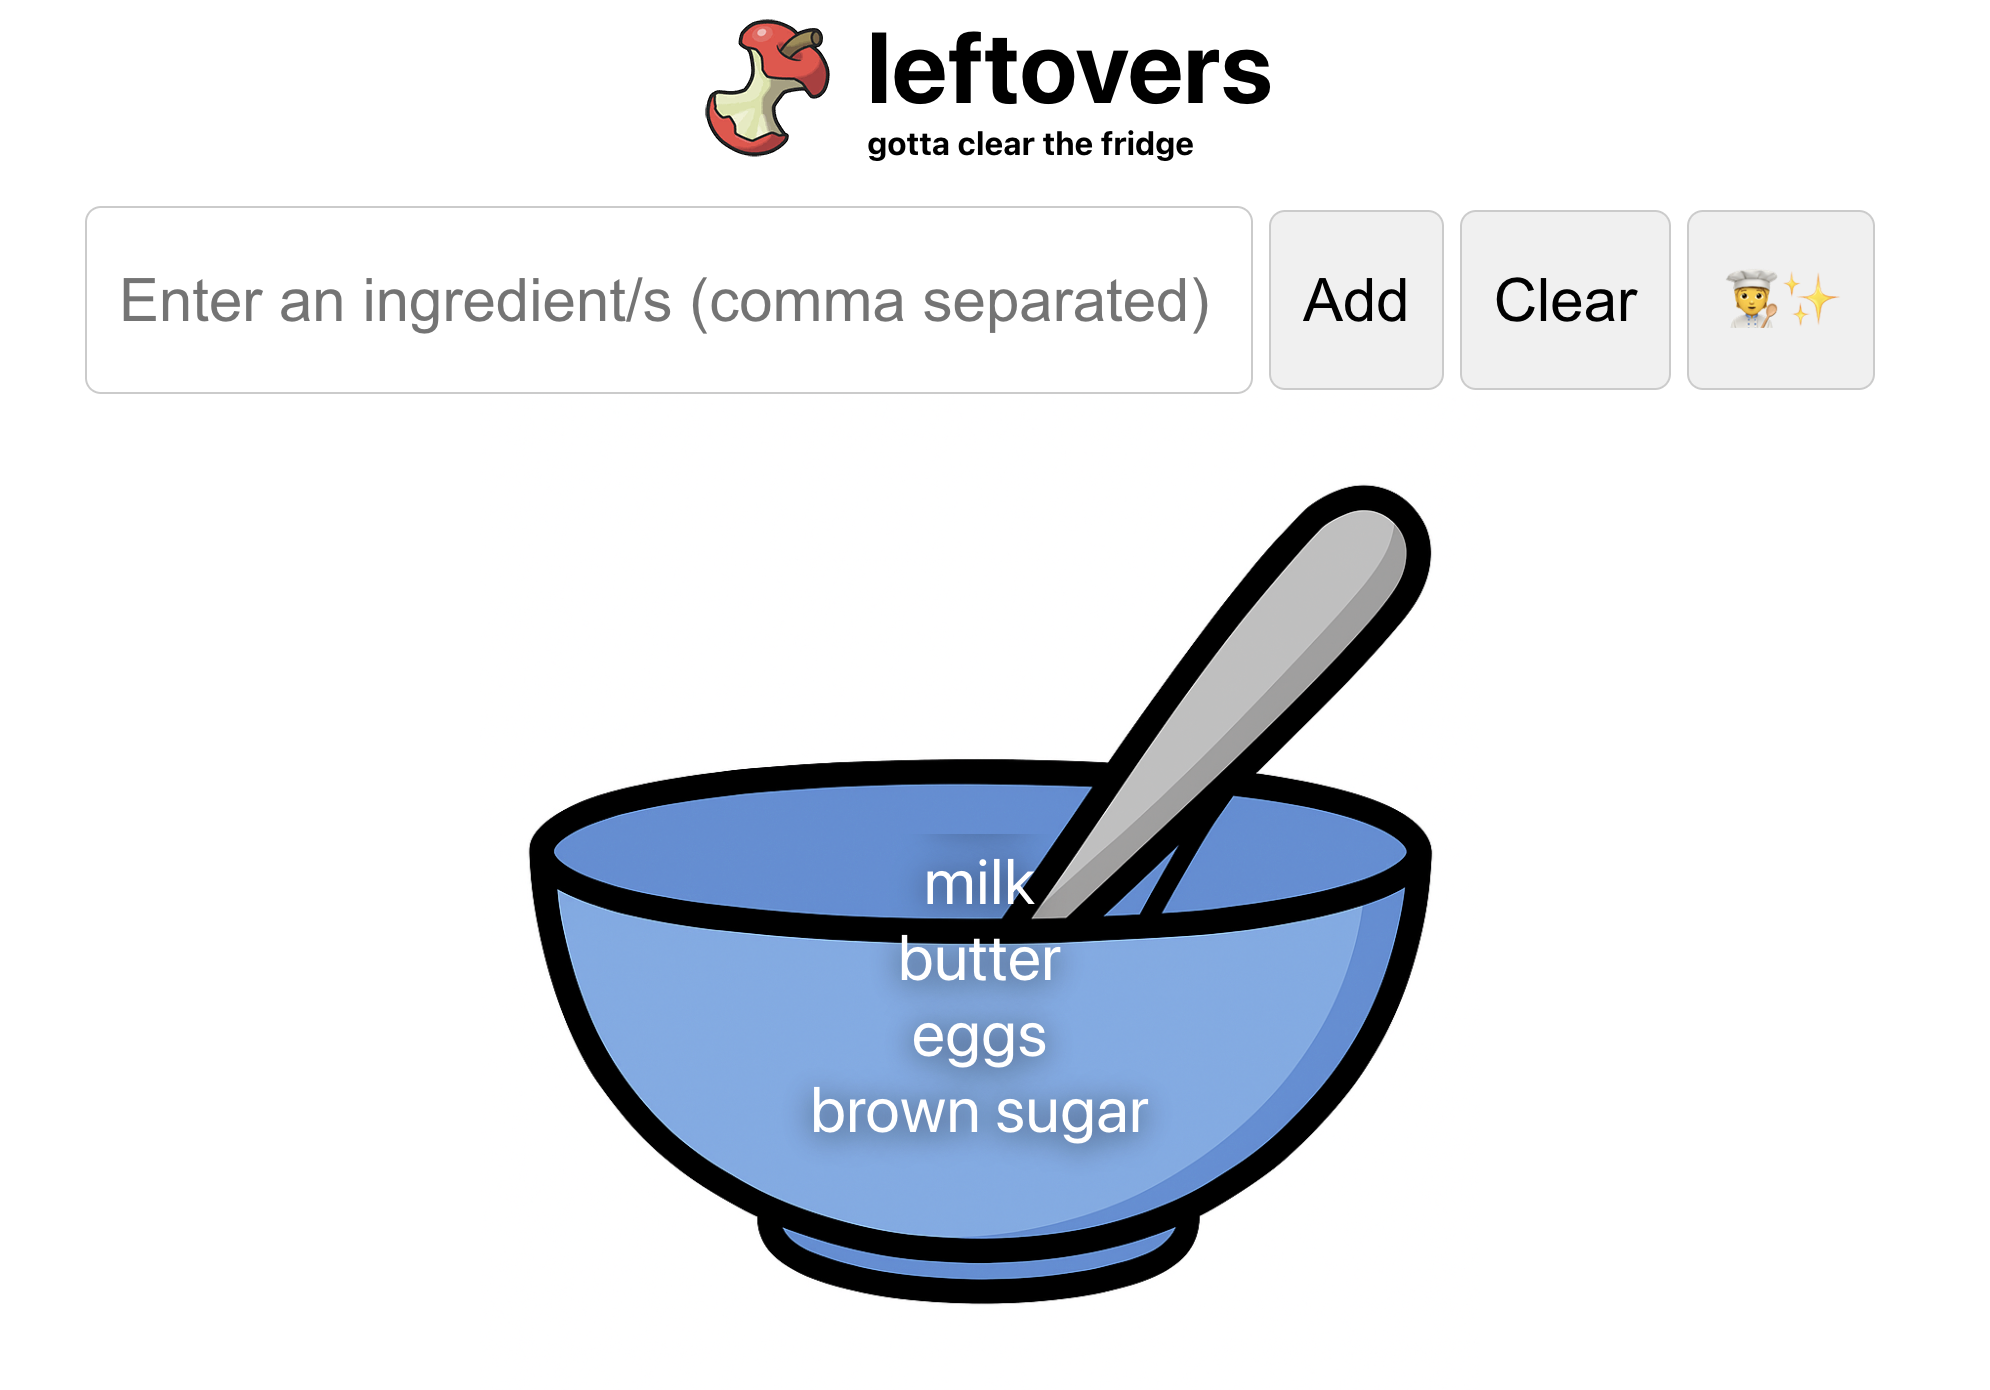 leftovers
gotta clear the fridge
Enter an ingredient/s (comma separated)
Add
Clear
milk
butter
eggs
brown sugar